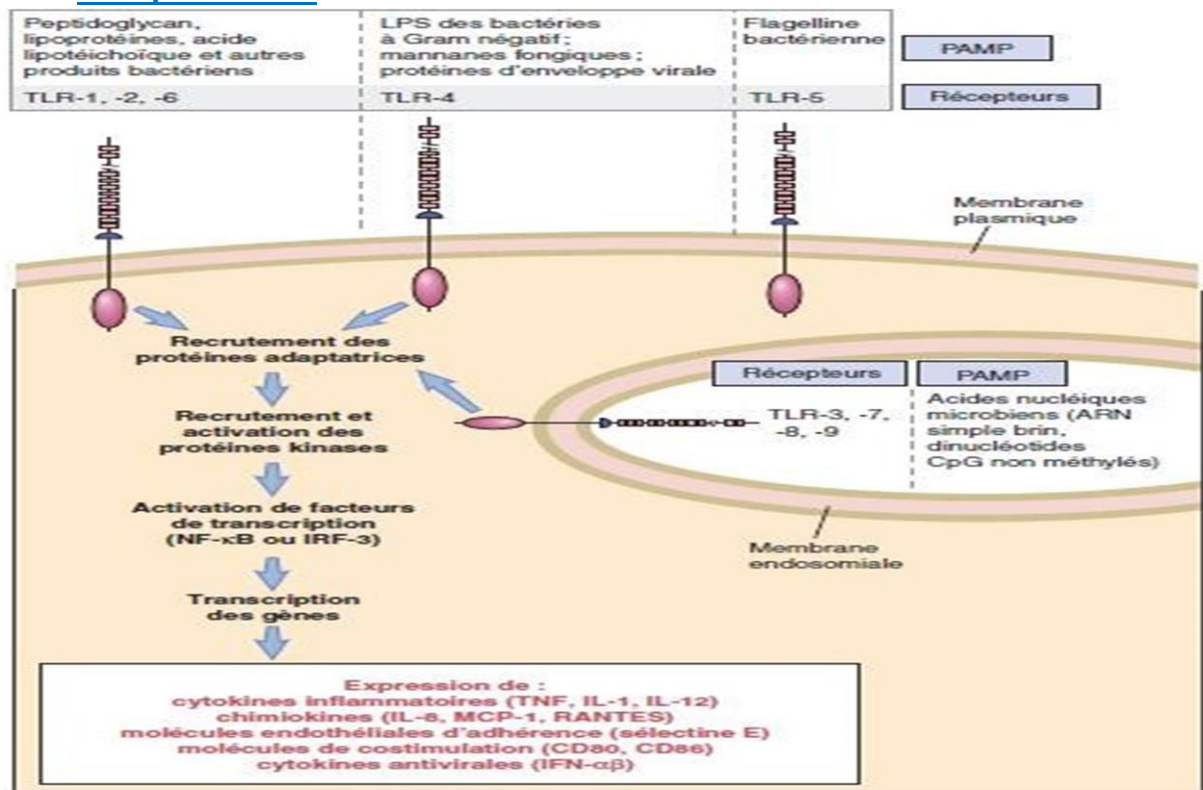 Peptidoglycan,
lipoprotéines, acide
lipotéichoïque et autres
produits bactériens
LPS des bactéries
à Gram négatif;
mannanes fongiques;
protéines d'enveloppe virale
Flagelline
bactérienne
PAMP
TLR-1, -2, -6
TLR-4
TLR-5
Récepteurs
Membrane
plasmique
Recrutement des
protéines adaptatrices
Récepteurs
PAMP
TLR-3, -7,
-8, -9
Acides nucléiques
microbiens (ARN
simple brin,
dinucléotides
CpG non méthylés)
Recrutement et
activation des
protéines kinases
Activation de facteurs
de transcription
(NF-κB ou IRF-3)
Membrane
endosomiale
Transcription
des gènes
Expression de :
cytokines inflammatoires (TNF, IL-1, IL-12)
chimiokines (IL-8, MCP-1, RANTES)
molécules endothéliales d'adhérence (sélectine E)
molécules de costimulation (CD80, CD86)
cytokines antivirales (IFN-αβ)